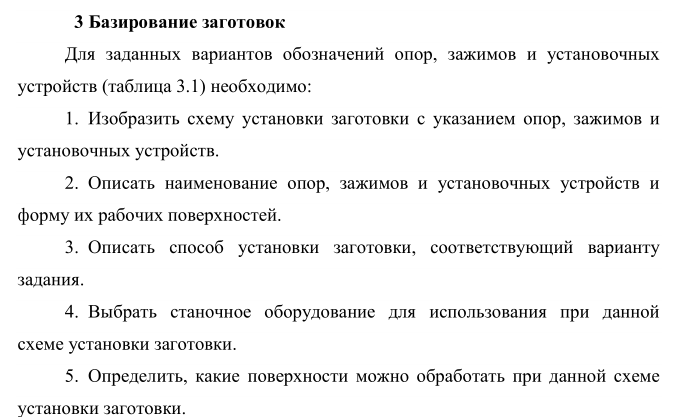 3 Базирование заготовок
Для заданных вариантов обозначений опор, зажимов и установочных
устройств (таблица 3.1) необходимо:
1. Изобразить схему установки заготовки с указанием опор, зажимов и
установочных устройств.
2. Описать наименование опор, зажимов и установочных устройств и
форму их рабочих поверхностей.
3. Описать способ установки заготовки, соответствующий варианту
задания.
4. Выбрать станочное оборудование для использования при данной
схеме установки заготовки.
5. Определить, какие поверхности можно обработать при данной схеме
установки заготовки.